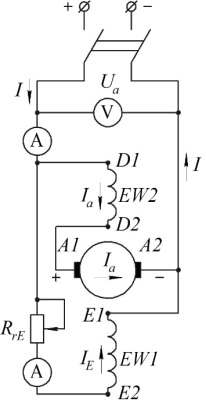 + −
U_a
I
V
A
I
D1
I_a EW2
D2
A1 A2
+ I_a −
E1
R_rE
I_E EW1
A
E2